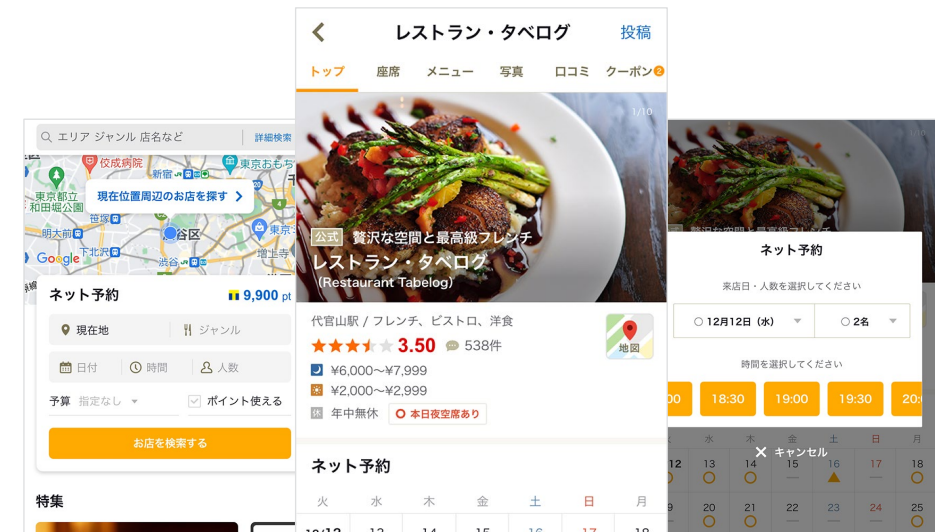 エリア ジャンル 店名など
詳細検索
佼成病院
東京おもち
東京都立
和田堀公園
新宿
現在位置周辺のお店を探す
笹塚
明大前
下北沢
渋谷区
東京
渋谷
増上寺
Google
ネット予約
9,900 pt
現在地
ジャンル
日付
時間
人数
予算 指定なし
ポイント使える
お店を検索する
特集
レストラン・タベログ
投稿
トップ 座席 メニュー 写真 口コミ クーポン 2
1/10
公式 贅沢な空間と最高級フレンチ
レストラン・タベログ
(Restaurant Tabelog)
代官山駅 / フレンチ、ビストロ、洋食
3.50 538件
地図
¥6,000～¥7,999
¥2,000～¥2,999
休 年中無休 本日夜空席あり
ネット予約
火 水 木 金 土 日 月
1/10
ネット予約
来店日・人数を選択してください
12月12日（水） 2名
時間を選択してください
18:30 19:00 19:30
水 木 金 土 日 月
キャンセル
12 13 14 15 16 17 18
20 21 22 23 24 25